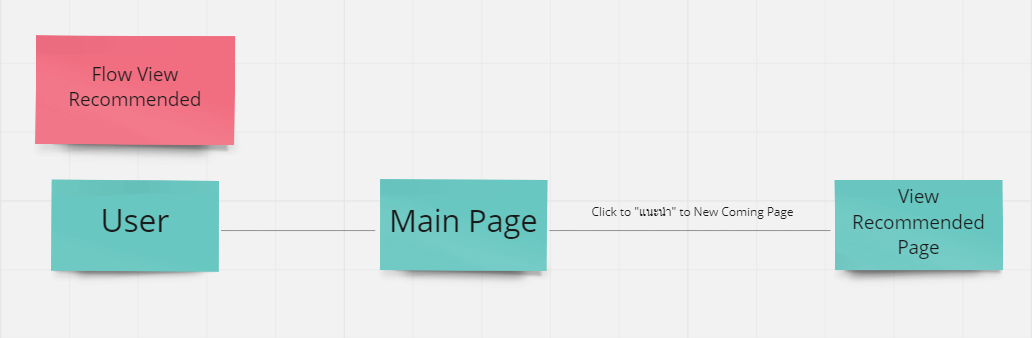 Flow View
Recommended
User
Main Page
Click to "แนะนำ" to New Coming Page
View
Recommended
Page